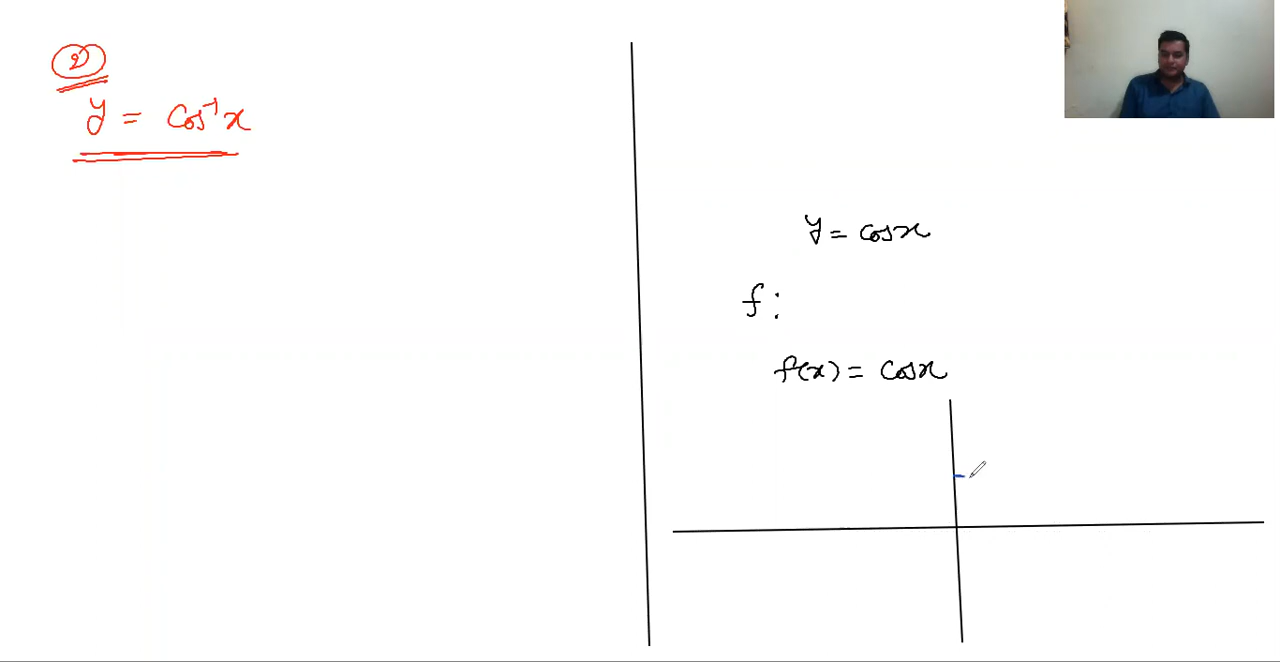 2
y = cos⁻¹x
y = cosx
f :
f(x) = cosx